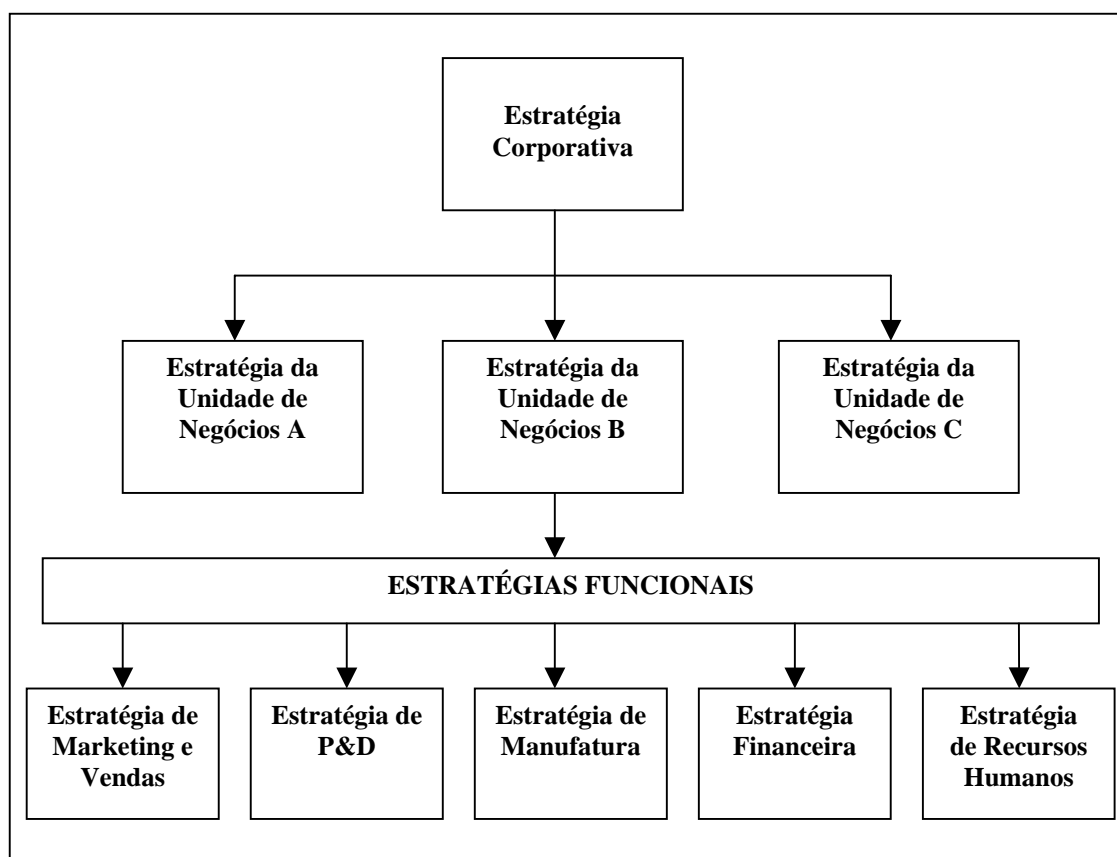 Estratégia
Corporativa
Estratégia da
Unidade de
Negócios A
Estratégia da
Unidade de
Negócios B
Estratégia da
Unidade de
Negócios C
ESTRATÉGIAS FUNCIONAIS
Estratégia de
Marketing e
Vendas
Estratégia de
P&D
Estratégia de
Manufatura
Estratégia
Financeira
Estratégia
de Recursos
Humanos